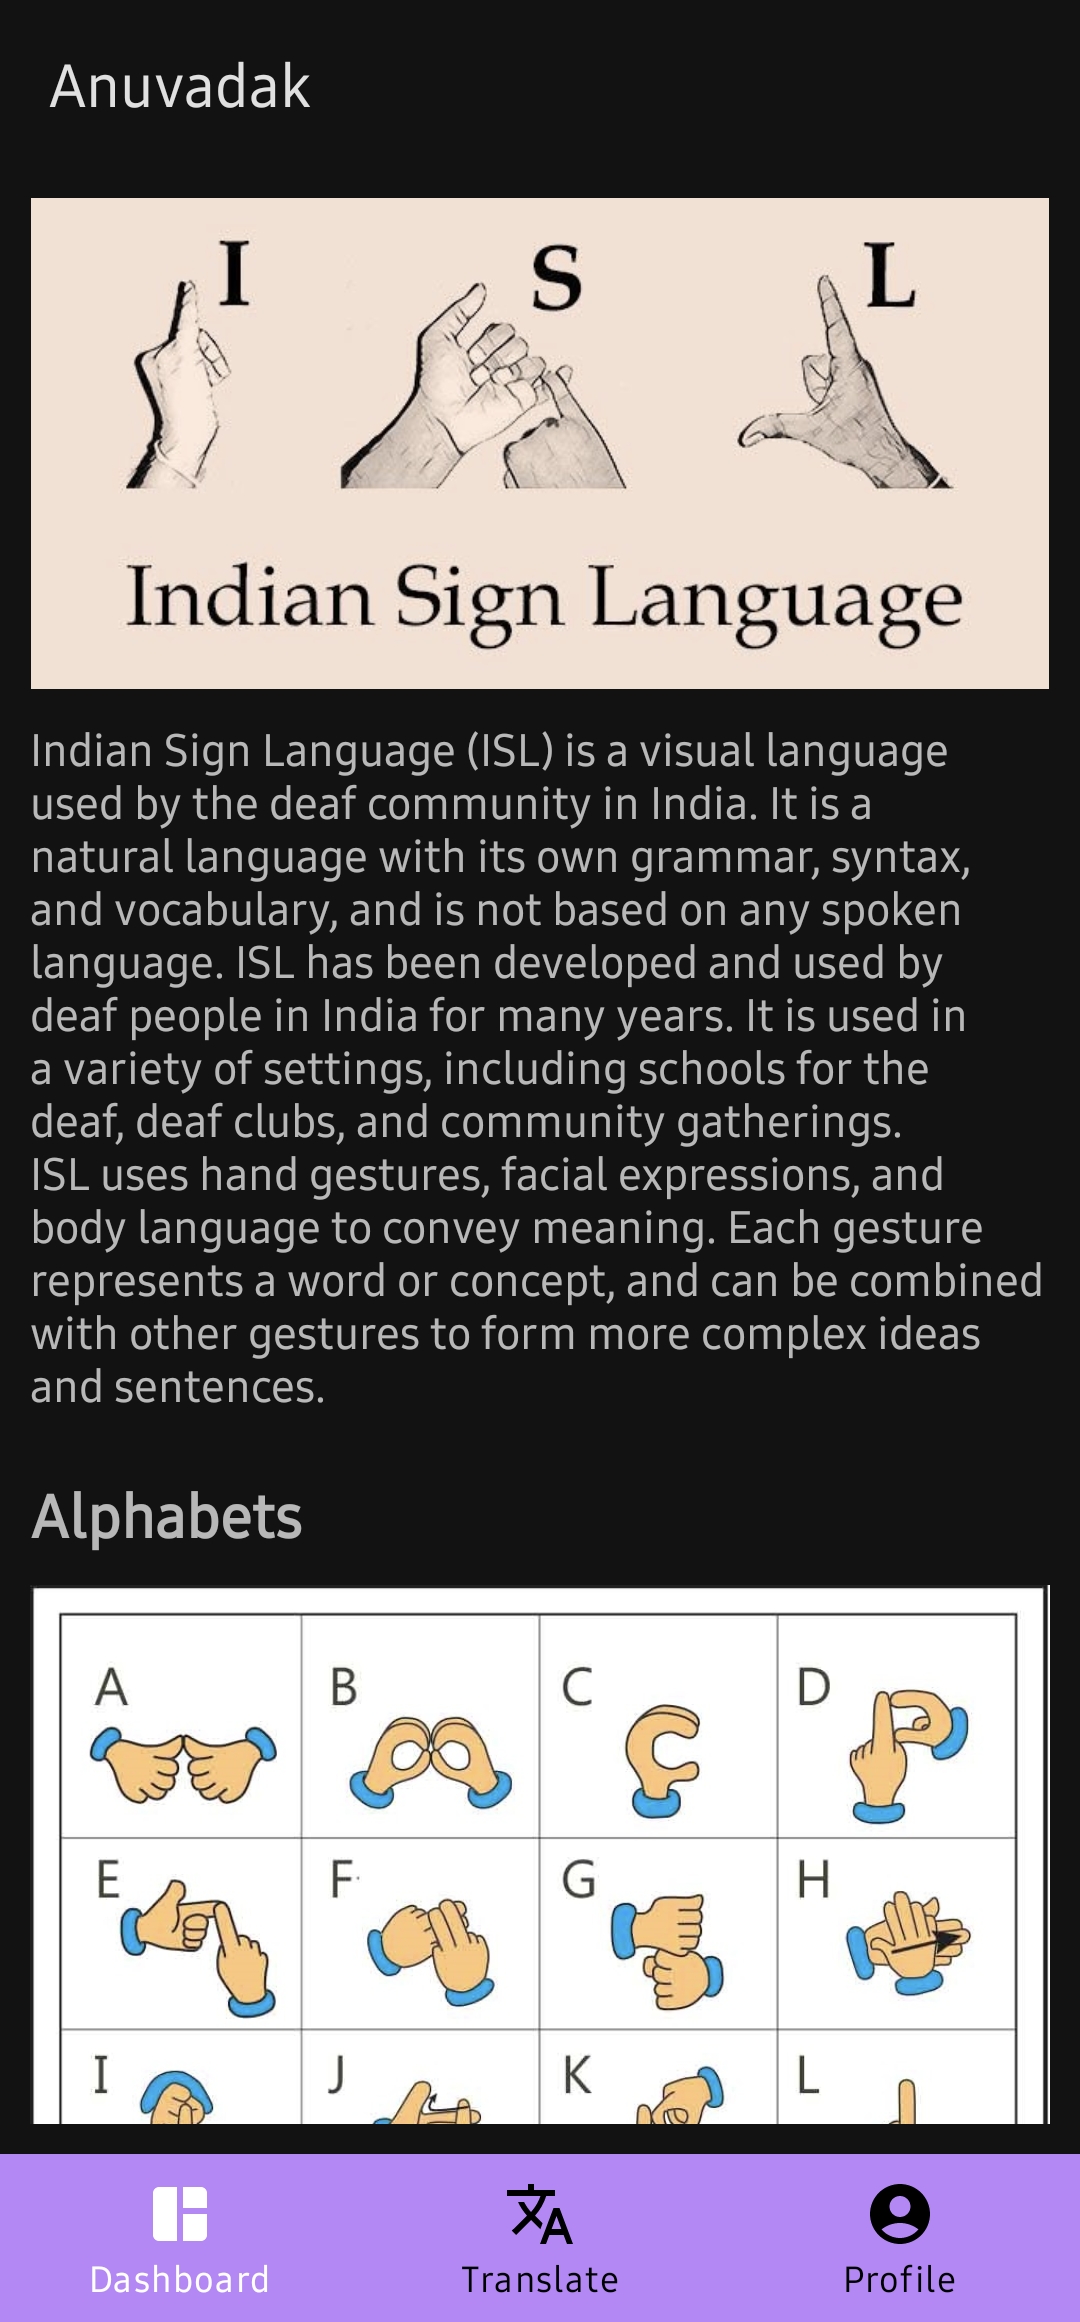 Anuvadak
I S L
Indian Sign Language
Indian Sign Language (ISL) is a visual language
used by the deaf community in India. It is a
natural language with its own grammar, syntax,
and vocabulary, and is not based on any spoken
language. ISL has been developed and used by
deaf people in India for many years. It is used in
a variety of settings, including schools for the
deaf, deaf clubs, and community gatherings.
ISL uses hand gestures, facial expressions, and
body language to convey meaning. Each gesture
represents a word or concept, and can be combined
with other gestures to form more complex ideas
and sentences.
Alphabets
A B C D
E F G H
I J K L
Dashboard Translate Profile